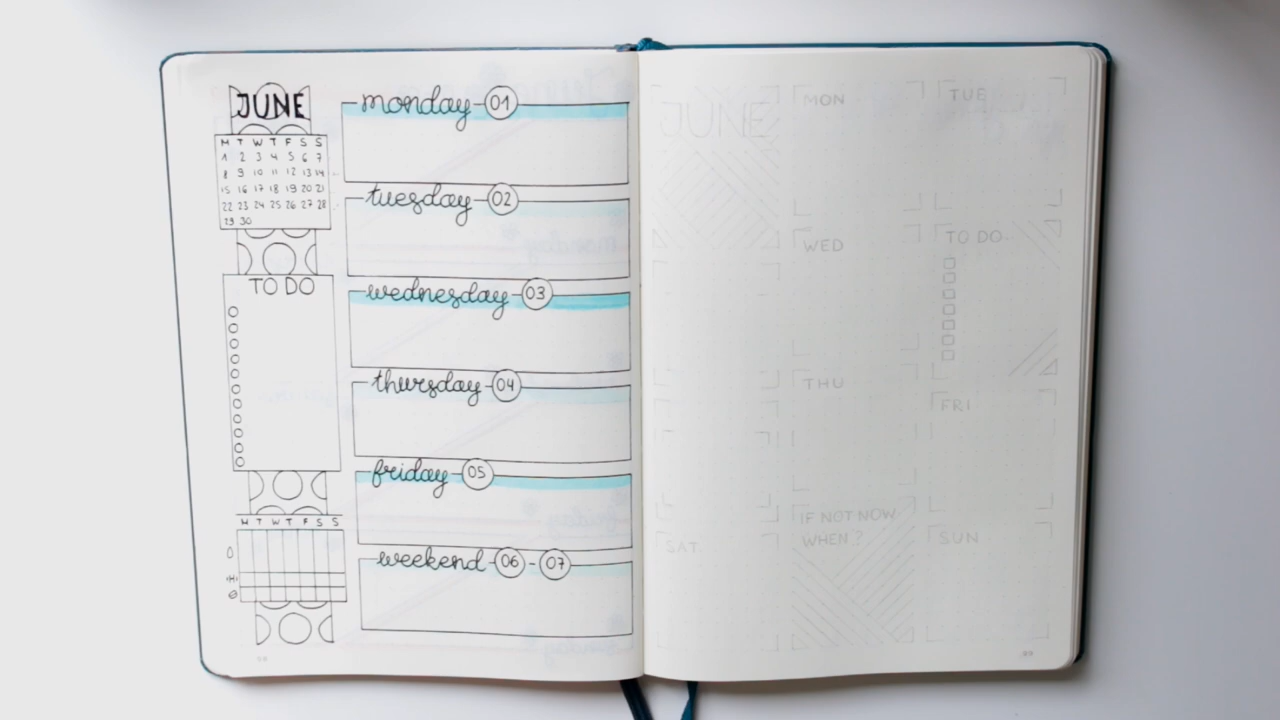 JUNE
M T W T F S S
1 2 3 4 5 6 7
8 9 10 11 12 13 14
15 16 17 18 19 20 21
22 23 24 25 26 27 28
29 30
TO DO
M T W T F S S
monday 01
tuesday 02
wednesday 03
thursday 04
friday 05
weekend 06 - 07
JUNE
MON
TUE
WED
TO DO
THU
FRI
IF NOT NOW
WHEN?
SAT
SUN